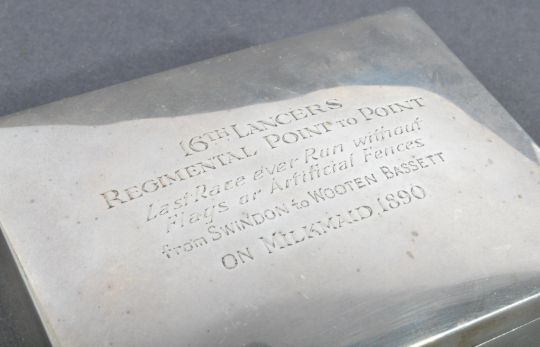 16TH LANCERS
REGIMENTAL POINT TO POINT
Last Race ever Run without
Flags or Artificial Fences
from SWINDON to WOOTEN BASSETT
ON MILKMAID, 1890